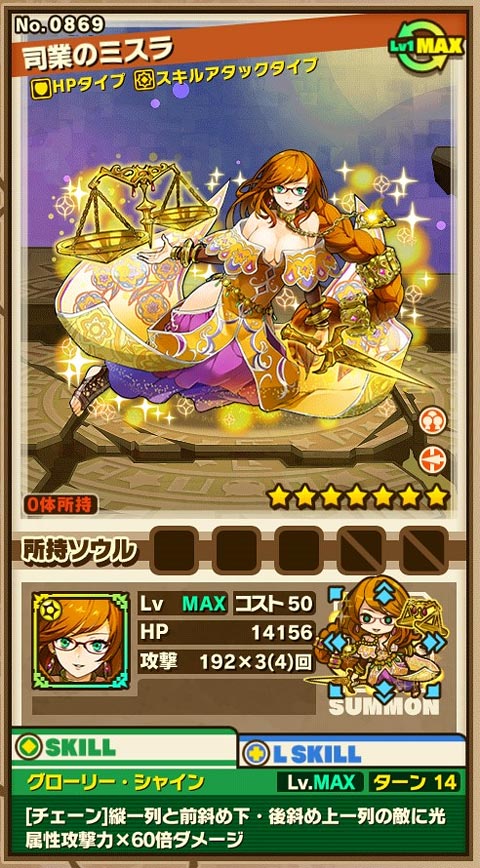 No.0869
司業のミスラ
Lv1 MAX
HPタイプ スキルアタックタイプ
0体所持
所持ソウル
Lv MAX コスト 50
HP 14156
攻撃 192×3(4)回
SUMMON
SKILL
L SKILL
グローリー・シャイン Lv.MAX ターン 14
[チェーン]縦一列と前斜め下・後斜め上一列の敵に光
属性攻撃力×60倍ダメージ